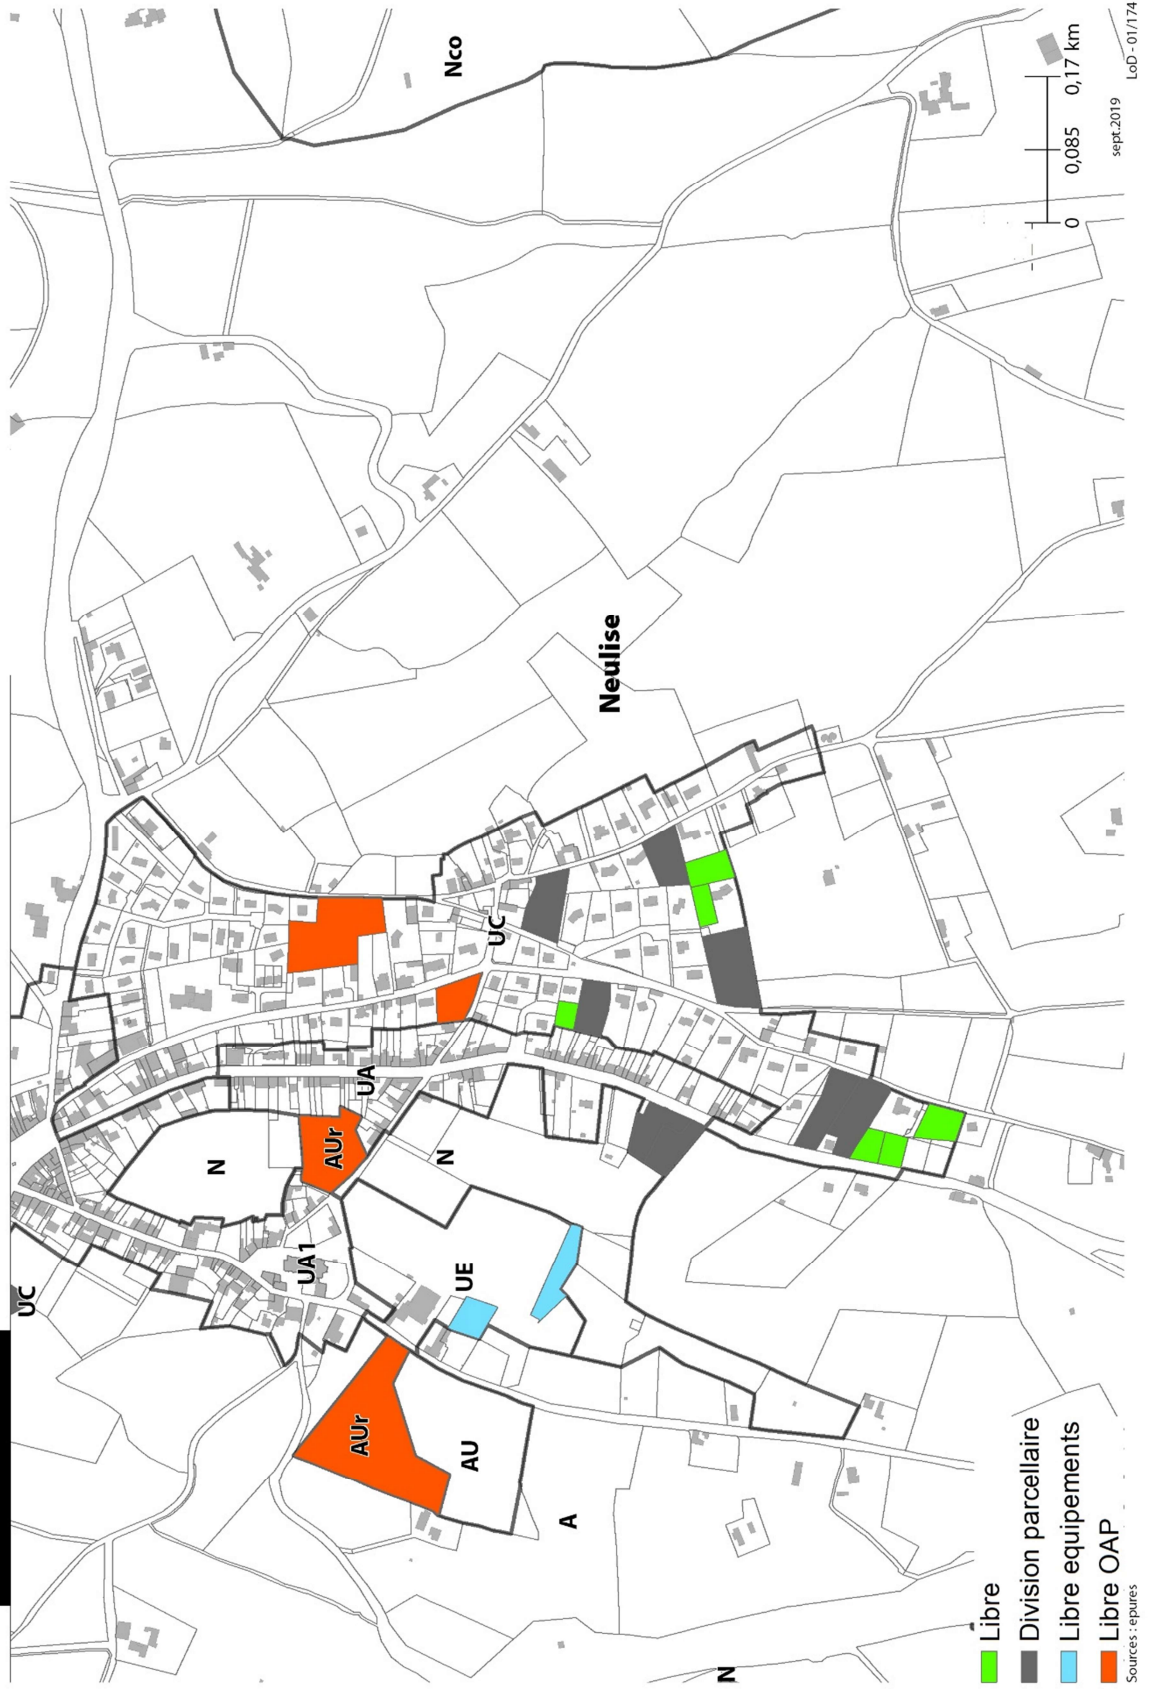 Nco
UC
N
UA
UC
AUr
N
UA1
UE
AUr
AU
A
N
Neulise
Libre
Division parcellaire
Libre equipements
Libre OAP
Sources : epures
0 0,085 0,17 km
sept.2019
LoD - 01/174